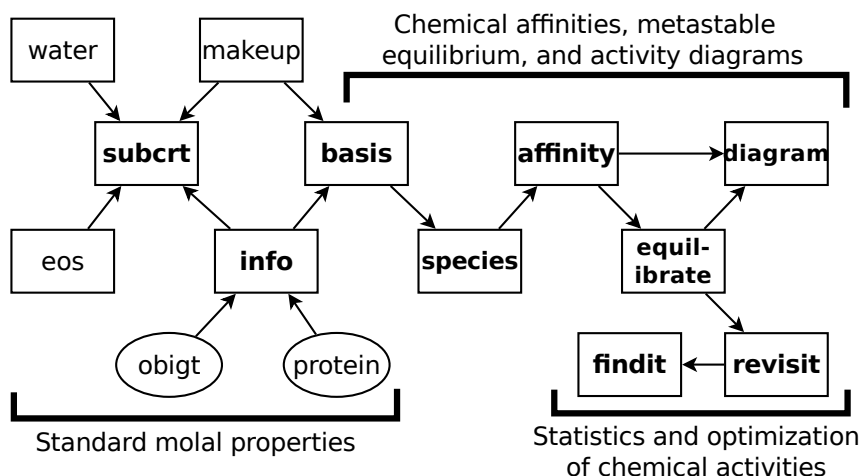 Chemical affinities, metastable
equilibrium, and activity diagrams
water
makeup
subcrt
basis
affinity
diagram
eos
info
species
equil-
ibrate
obigt
protein
findit
revisit
Standard molal properties
Statistics and optimization
of chemical activities